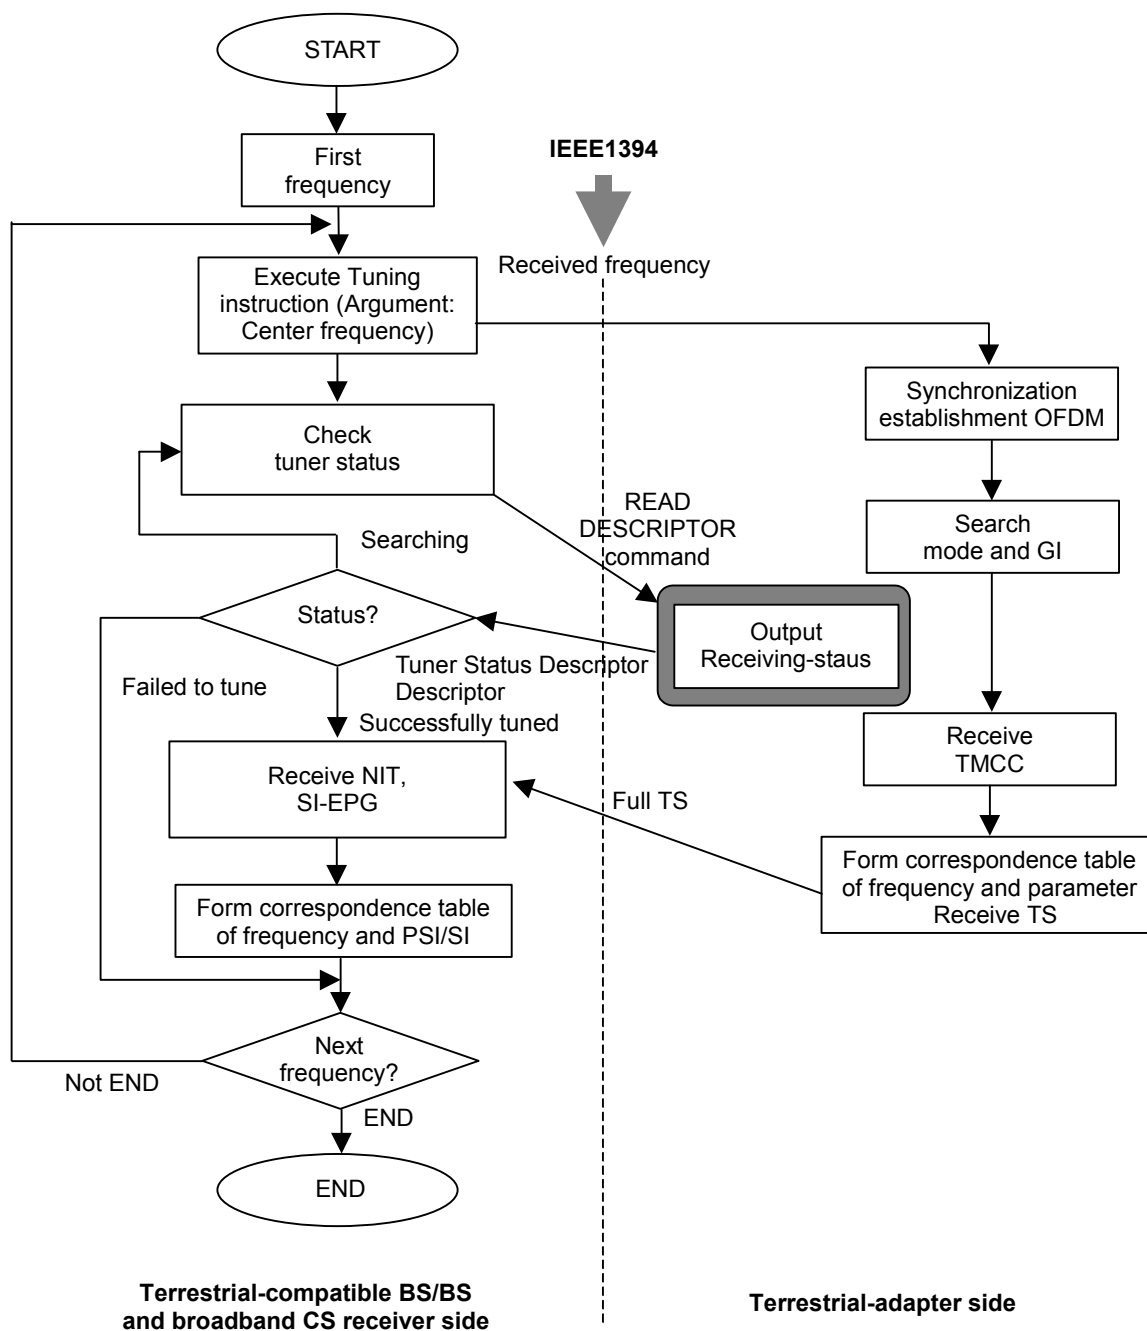 START
First
frequency
IEEE1394
Received frequency
Execute Tuning
instruction (Argument:
Center frequency)
Synchronization
establishment OFDM
Check
tuner status
READ
DESCRIPTOR
command
Search
mode and GI
Searching
Status?
Output
Receiving-staus
Tuner Status Descriptor
Descriptor
Failed to tune
Successfully tuned
Receive
TMCC
Receive NIT,
SI-EPG
Full TS
Form correspondence table
of frequency and parameter
Receive TS
Form correspondence table
of frequency and PSI/SI
Next
frequency?
Not END
END
END
Terrestrial-compatible BS/BS
and broadband CS receiver side
Terrestrial-adapter side